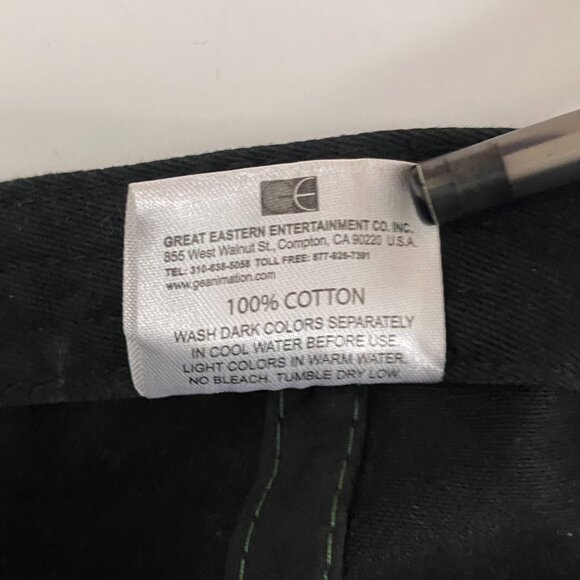 GREAT EASTERN ENTERTAINMENT CO. INC.
855 West Walnut St., Compton, CA 90220 U.S.A.
TEL: 310-638-5058 TOLL FREE: 877-626-7391
www.geanimation.com
100% COTTON
WASH DARK COLORS SEPARATELY
IN COOL WATER BEFORE USE.
LIGHT COLORS IN WARM WATER.
NO BLEACH. TUMBLE DRY LOW.